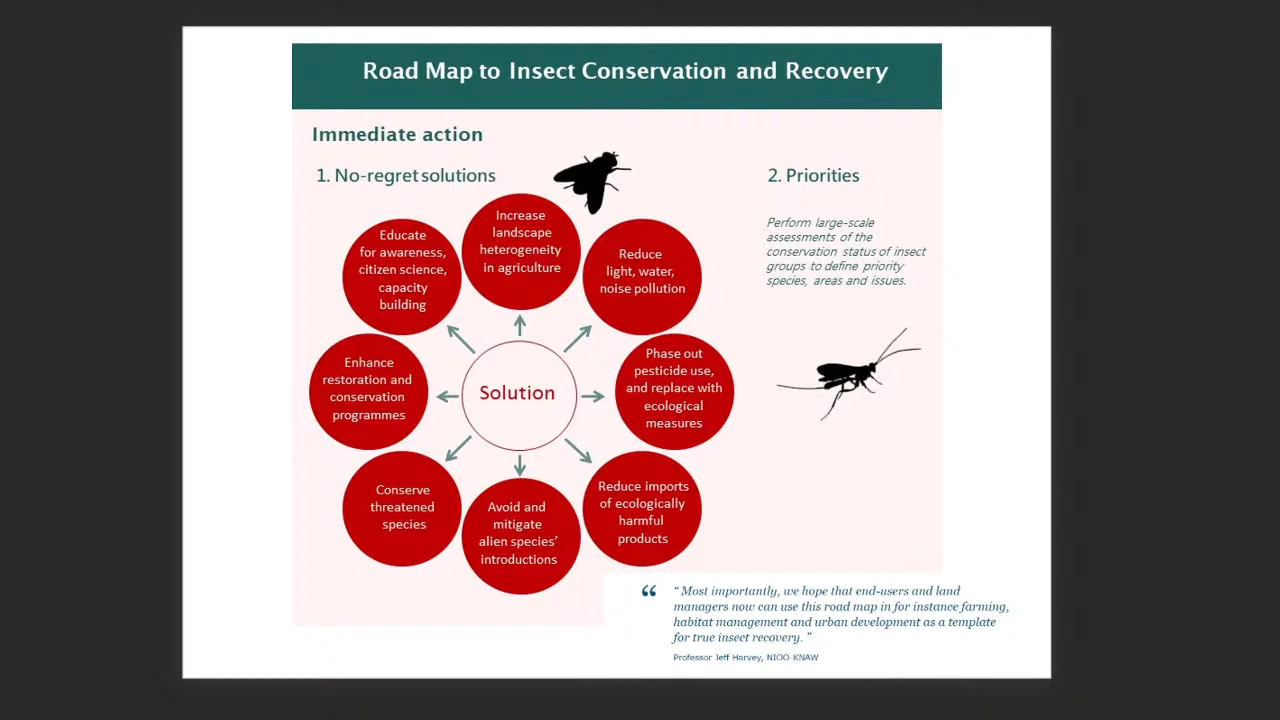 Road Map to Insect Conservation and Recovery
Immediate action
1. No-regret solutions
Increase
landscape
heterogeneity
in agriculture
Reduce
light, water,
noise pollution
Phase out
pesticide use,
and replace with
ecological
measures
Reduce imports
of ecologically
harmful
products
Avoid and
mitigate
alien species’
introductions
Conserve
threatened
species
Enhance
restoration and
conservation
programmes
Educate
for awareness,
citizen science,
capacity
building
Solution
2. Priorities
Perform large-scale
assessments of the
conservation status of insect
groups to define priority
species, areas and issues.
“
“ Most importantly, we hope that end-users and land
managers now can use this road map in for instance farming,
habitat management and urban development as a template
for true insect recovery. ”
Professor Jeff Harvey, NIOO-KNAW